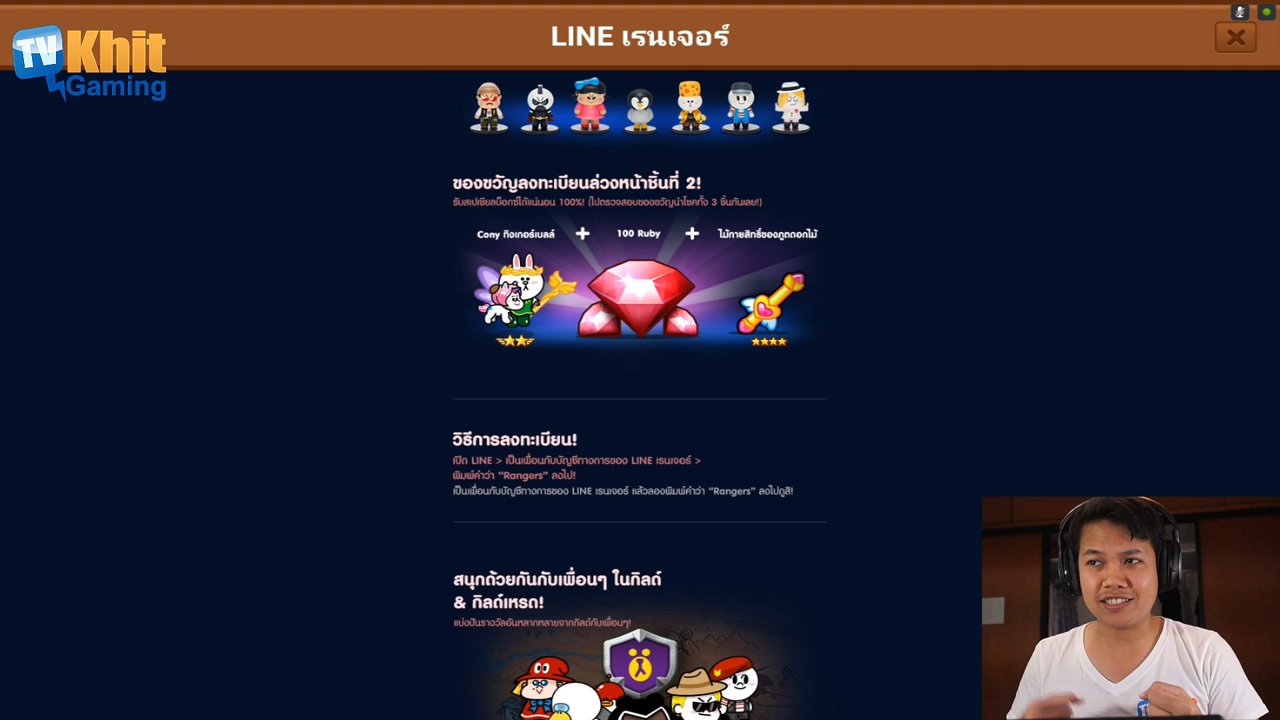 LINE เรนเจอร์
TV Khit
Gaming
ของขวัญลงทะเบียนล่วงหน้าชิ้นที่ 2!
รับสเปเชียลบ็อกซ์ได้แน่นอน 100%! (ไปตรวจสอบของขวัญนำโชคทั้ง 3 ชิ้นกันเลย!)
Cony ทิงเกอร์เบลล์ + 100 Ruby + ไม้กายสิทธิ์ของภูตดอกไม้
วิธีการลงทะเบียน!
เปิด LINE > เป็นเพื่อนกับบัญชีทางการของ LINE เรนเจอร์ >
พิมพ์คำว่า "Rangers" ลงไป!
เป็นเพื่อนกับบัญชีทางการของ LINE เรนเจอร์ แล้วลองพิมพ์คำว่า "Rangers" ลงไปดูสิ!
สนุกด้วยกันกับเพื่อนๆ ในกิลด์
& กิลด์เหรด!
แบ่งปันรางวัลอันหลากหลายจากกิลด์กับเพื่อนๆ!